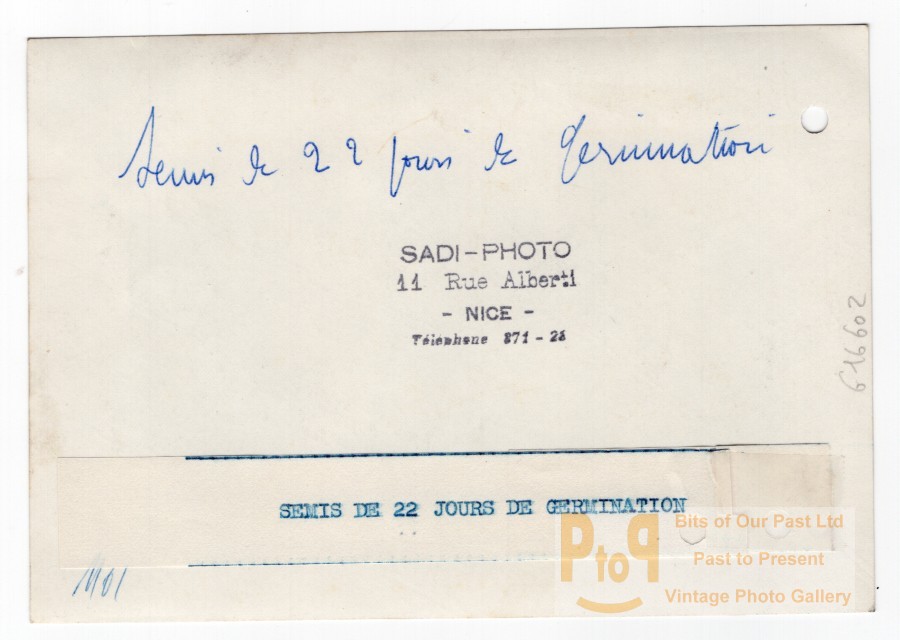 Semis de 22 jours de Germination
SADI-PHOTO
11 Rue Alberti
- NICE -
Téléphone 871-28
616602
SEMIS DE 22 JOURS DE GERMINATION
PtoP
Bits of Our Past Ltd
Past to Present
Vintage Photo Gallery